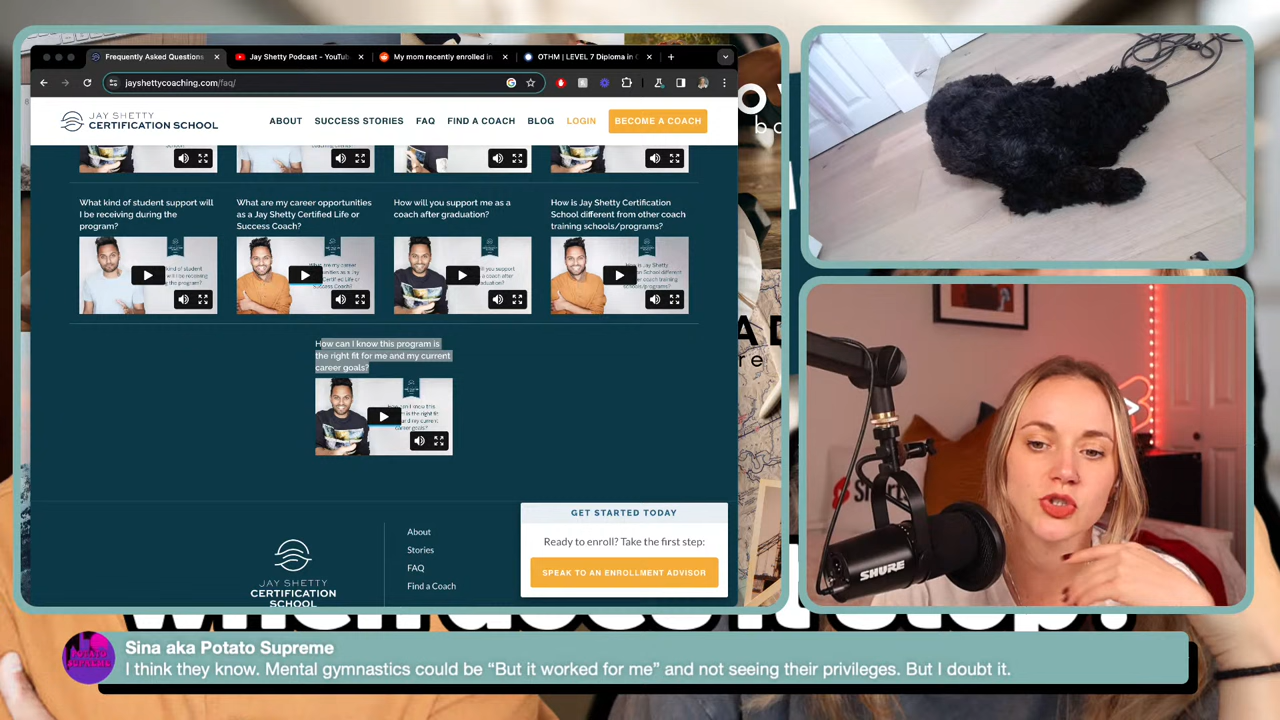 Frequently Asked Questions
Jay Shetty Podcast - YouTub
My mom recently enrolled in
OTHM | LEVEL 7 Diploma in C
jayshettycoaching.com/faq/
JAY SHETTY
CERTIFICATION SCHOOL
ABOUT
SUCCESS STORIES
FAQ
FIND A COACH
BLOG
LOGIN
BECOME A COACH
What kind of student support will
I be receiving during the
program?
What are my career opportunities
as a Jay Shetty Certified Life or
Success Coach?
How will you support me as a
coach after graduation?
How is Jay Shetty Certification
School different from other coach
training schools/programs?
How can I know this program is
the right fit for me and my current
career goals?
JAY SHETTY
CERTIFICATION
SCHOOL
About
Stories
FAQ
Find a Coach
GET STARTED TODAY
Ready to enroll? Take the first step:
SPEAK TO AN ENROLLMENT ADVISOR
SHURE
when does it stop?
Sina aka Potato Supreme
I think they know. Mental gymnastics could be “But it worked for me” and not seeing their privileges. But I doubt it.